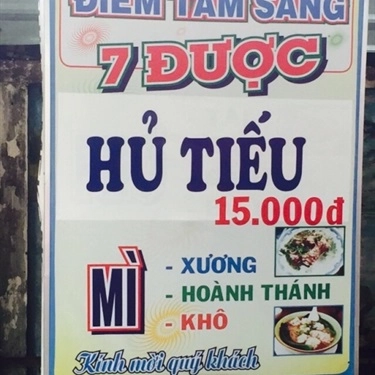 ĐIỂM TÂM SÁNG
7 ĐƯỢC
HỦ TIẾU
15.000đ
MÌ
- XƯƠNG
- HOÀNH THÁNH
- KHÔ
Kính mời quý khách